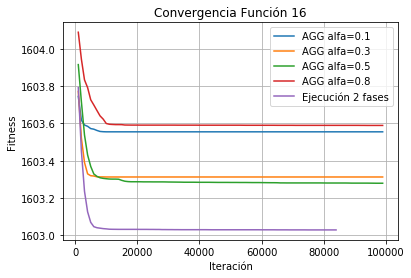 Convergencia Función 16
AGG alfa=0.1
AGG alfa=0.3
AGG alfa=0.5
AGG alfa=0.8
Ejecución 2 fases
Fitness
1604.0
1603.8
1603.6
1603.4
1603.2
1603.0
0 20000 40000 60000 80000 100000
Iteración